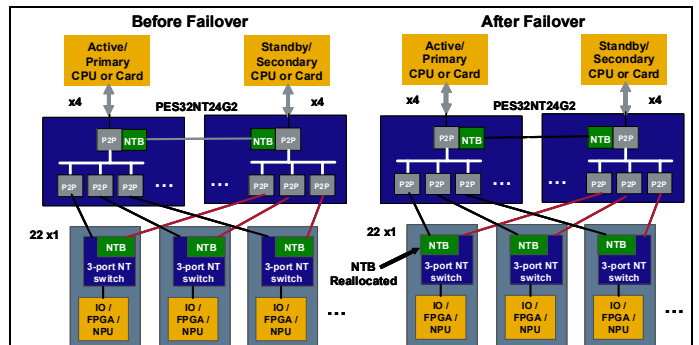 Before Failover
Active/
Primary
CPU or Card
Standby/
Secondary
CPU or Card
x4
x4
PES32NT24G2
P2P
NTB
NTB
P2P
P2P
P2P
P2P
...
...
P2P
P2P
P2P
22 x1
NTB
3-port NT
switch
IO /
FPGA /
NPU
NTB
3-port NT
switch
IO /
FPGA /
NPU
NTB
3-port NT
switch
IO /
FPGA /
NPU
...
After Failover
Active/
Primary
CPU or Card
Standby/
Secondary
CPU or Card
x4
x4
PES32NT24G2
P2P
NTB
NTB
P2P
P2P
P2P
P2P
...
...
P2P
P2P
P2P
22 x1
NTB
Reallocated
NTB
3-port NT
switch
IO /
FPGA /
NPU
NTB
3-port NT
switch
IO /
FPGA /
NPU
NTB
3-port NT
switch
IO /
FPGA /
NPU
...